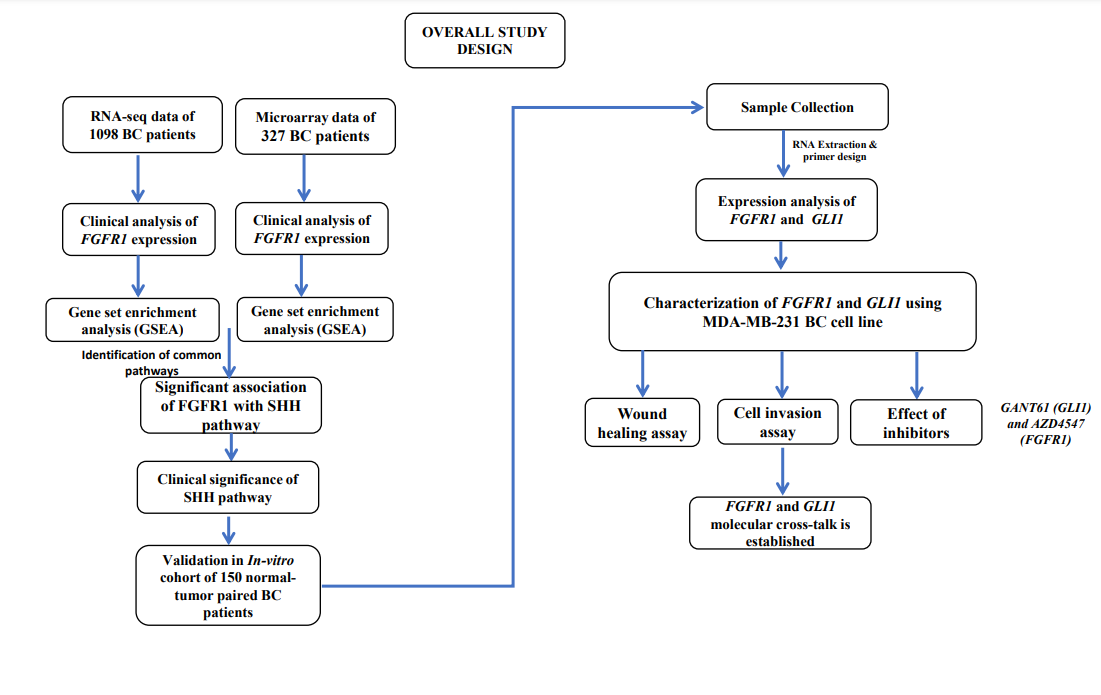 OVERALL STUDY
DESIGN
RNA-seq data of
1098 BC patients
Microarray data of
327 BC patients
Clinical analysis of
FGFR1 expression
Clinical analysis of
FGFR1 expression
Gene set enrichment
analysis (GSEA)
Gene set enrichment
analysis (GSEA)
Identification of common
pathways
Significant association
of FGFR1 with SHH
pathway
Clinical significance of
SHH pathway
Validation in In-vitro
cohort of 150 normal-
tumor paired BC
patients
Sample Collection
RNA Extraction &
primer design
Expression analysis of
FGFR1 and GLI1
Characterization of FGFR1 and GLI1 using
MDA-MB-231 BC cell line
Wound
healing assay
Cell invasion
assay
Effect of
inhibitors
GANT61 (GLI1)
and AZD4547
(FGFR1)
FGFR1 and GLI1
molecular cross-talk is
established